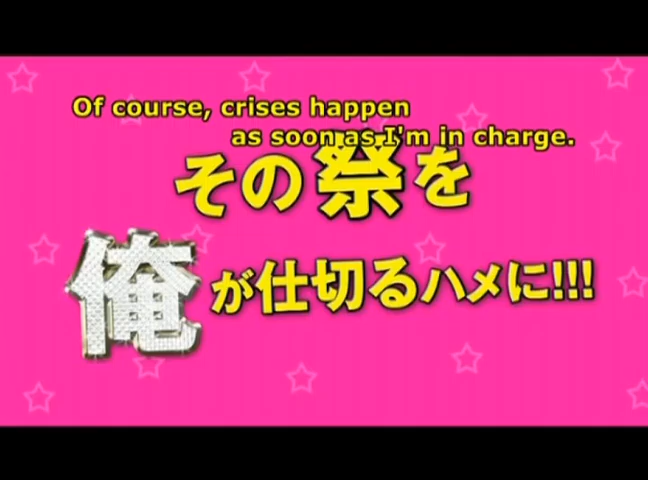 Of course, crises happen
as soon as I'm in charge.
その祭を
俺が仕切るハメに!!!